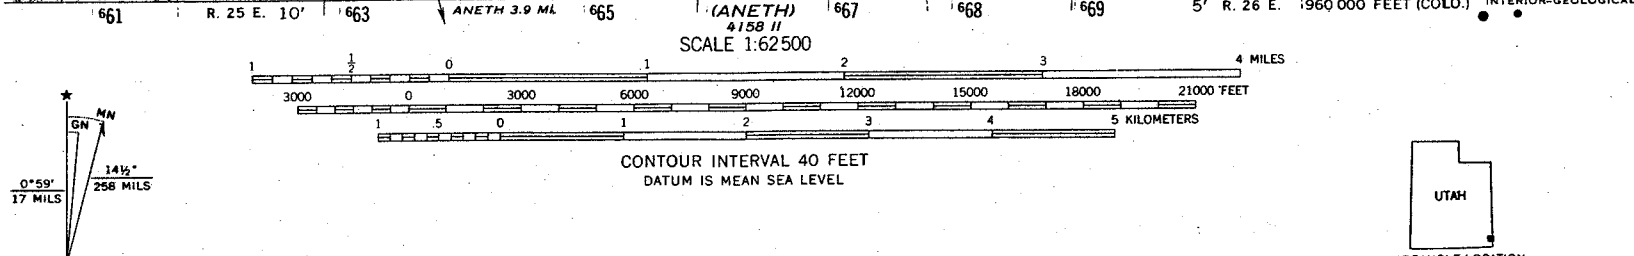 661 R. 25 E. 10' 663 ANETH 3.9 MI. 665 (ANETH) 667 668 669 5' R. 26 E. 960 000 FEET (COLO.) INTERIOR-GEOLOGICAL
4158 II
SCALE 1:62500
1 1/2 0 1 2 3 4 MILES
3000 0 3000 6000 9000 12000 15000 18000 21000 FEET
1 .5 0 1 2 3 4 5 KILOMETERS
CONTOUR INTERVAL 40 FEET
DATUM IS MEAN SEA LEVEL
★
MN
GN
14½°
258 MILS
0°59'
17 MILS
UTAH